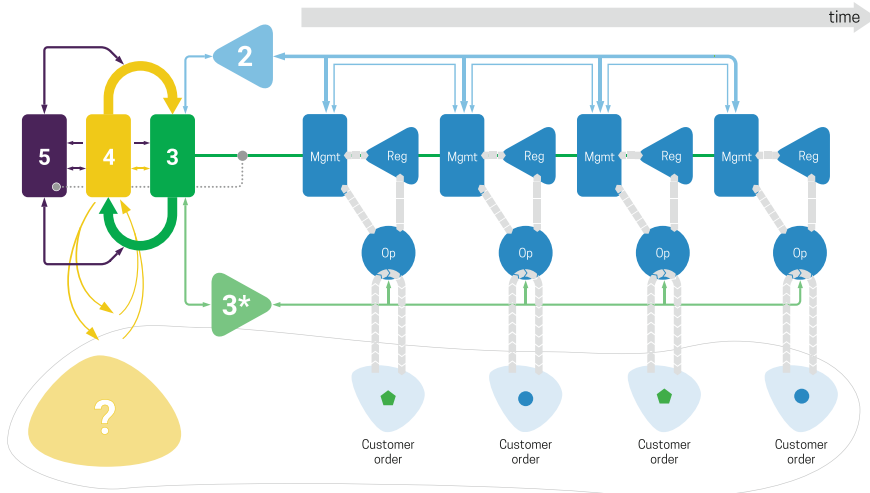 time
2
5
4
3
Mgmt
Reg
Mgmt
Reg
Mgmt
Reg
Mgmt
Reg
Op
Op
Op
Op
3*
?
Customer
order
Customer
order
Customer
order
Customer
order